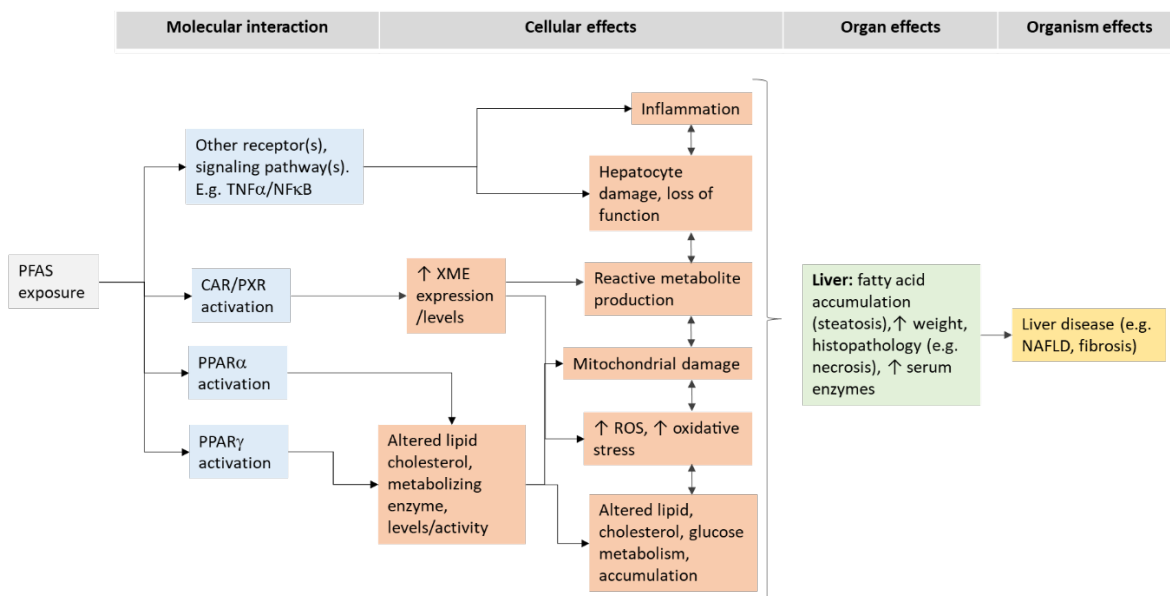 Molecular interaction
Cellular effects
Organ effects
Organism effects
PFAS
exposure
Other receptor(s),
signaling pathway(s).
E.g. TNFα/NFκB
CAR/PXR
activation
PPARα
activation
PPARγ
activation
↑ XME
expression
/levels
Altered lipid
cholesterol,
metabolizing
enzyme,
levels/activity
Inflammation
Hepatocyte
damage, loss of
function
Reactive metabolite
production
Mitochondrial damage
↑ ROS, ↑ oxidative
stress
Altered lipid,
cholesterol, glucose
metabolism,
accumulation
Liver: fatty acid
accumulation
(steatosis),↑ weight,
histopathology (e.g.
necrosis), ↑ serum
enzymes
Liver disease (e.g.
NAFLD, fibrosis)